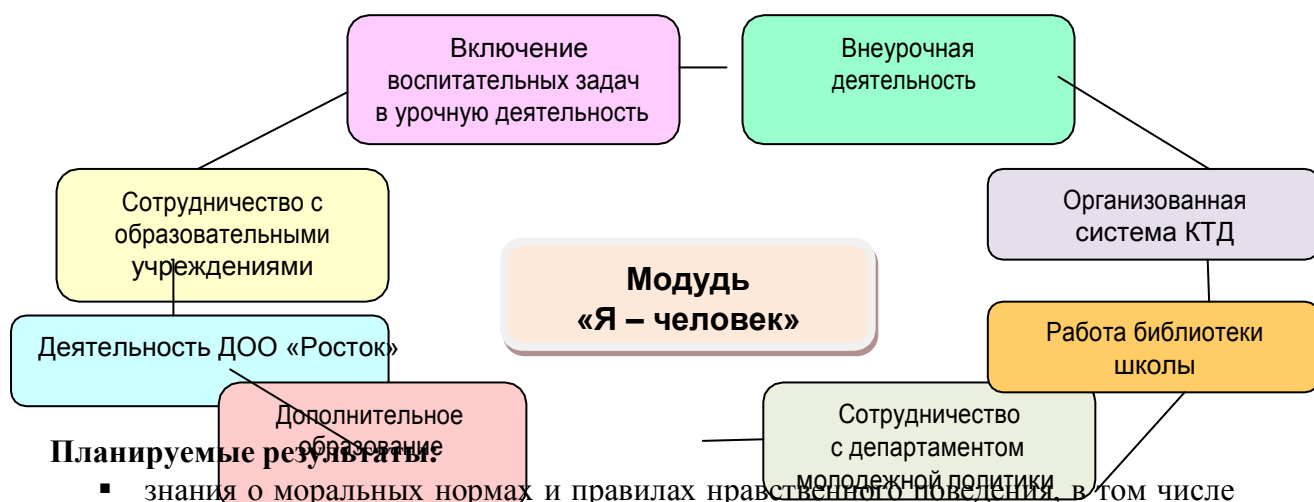 Включение
воспитательных задач
в урочную деятельность
Внеурочная
деятельность
Сотрудничество с
образовательными
учреждениями
Организованная
система КТД
Модудь
«Я – человек»
Деятельность ДОО «Росток»
Работа библиотеки
школы
Дополнительное
образование
Сотрудничество
с департаментом
молодежной политики
Планируемые результаты:
▪ знания о моральных нормах и правилах нравственного поведения, в том числе